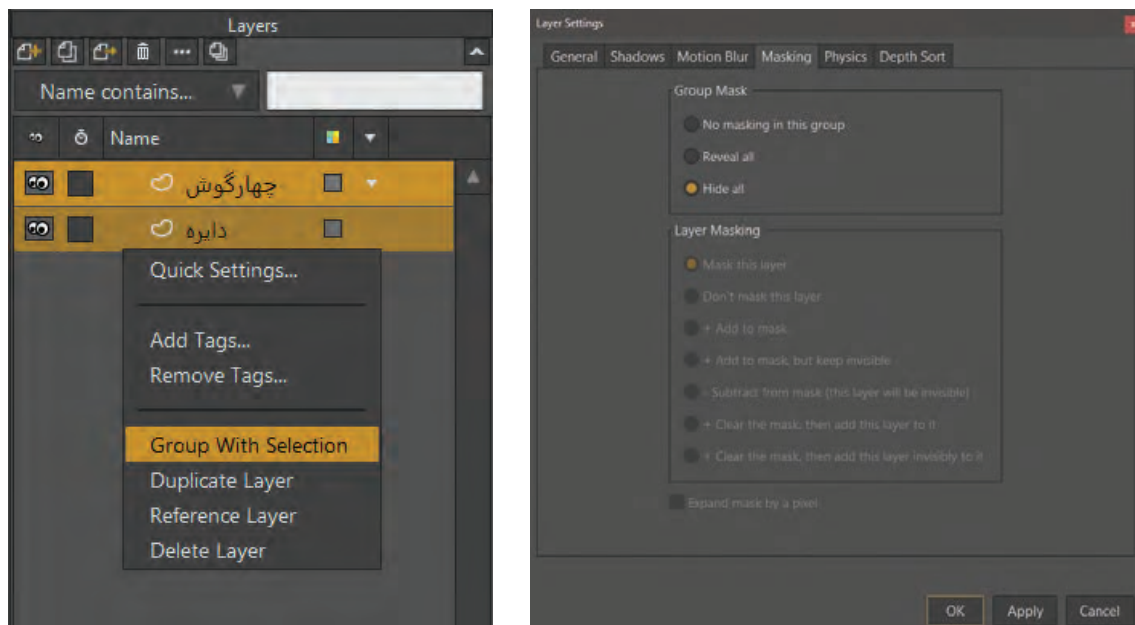 Layers
Name contains...
Name
چهارگوش
دایره
Quick Settings...
Add Tags...
Remove Tags...
Group With Selection
Duplicate Layer
Reference Layer
Delete Layer
Layer Settings
General Shadows Motion Blur Masking Physics Depth Sort
Group Mask
No masking in this group
Reveal all
Hide all
Layer Masking
Mask this layer
Don't mask this layer
+ Add to mask
+ Add to mask, but keep invisible
- Subtract from mask (this layer will be invisible)
+ Clear the mask, then add this layer to it
+ Clear the mask, then add this layer invisibly to it
Expand mask by a pixel
OK Apply Cancel